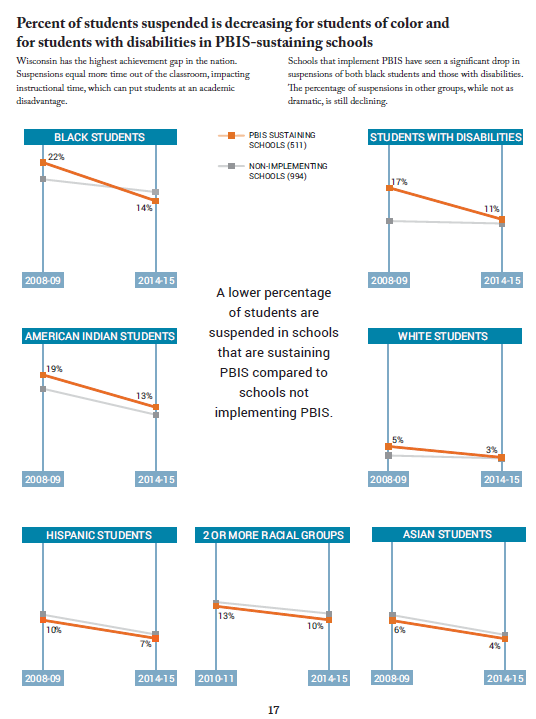 Percent of students suspended is decreasing for students of color and
for students with disabilities in PBIS-sustaining schools
Wisconsin has the highest achievement gap in the nation.
Suspensions equal more time out of the classroom, impacting
instructional time, which can put students at an academic
disadvantage.
Schools that implement PBIS have seen a significant drop in
suspensions of both black students and those with disabilities.
The percentage of suspensions in other groups, while not as
dramatic, is still declining.
BLACK STUDENTS
22%
14%
2008-09
2014-15
PBIS SUSTAINING
SCHOOLS (511)
NON-IMPLEMENTING
SCHOOLS (994)
STUDENTS WITH DISABILITIES
17%
11%
2008-09
2014-15
A lower percentage
of students are
suspended in schools
that are sustaining
PBIS compared to
schools not
implementing PBIS.
AMERICAN INDIAN STUDENTS
19%
13%
2008-09
2014-15
WHITE STUDENTS
5%
3%
2008-09
2014-15
HISPANIC STUDENTS
10%
7%
2008-09
2014-15
2 OR MORE RACIAL GROUPS
13%
10%
2010-11
2014-15
ASIAN STUDENTS
6%
4%
2008-09
2014-15
17